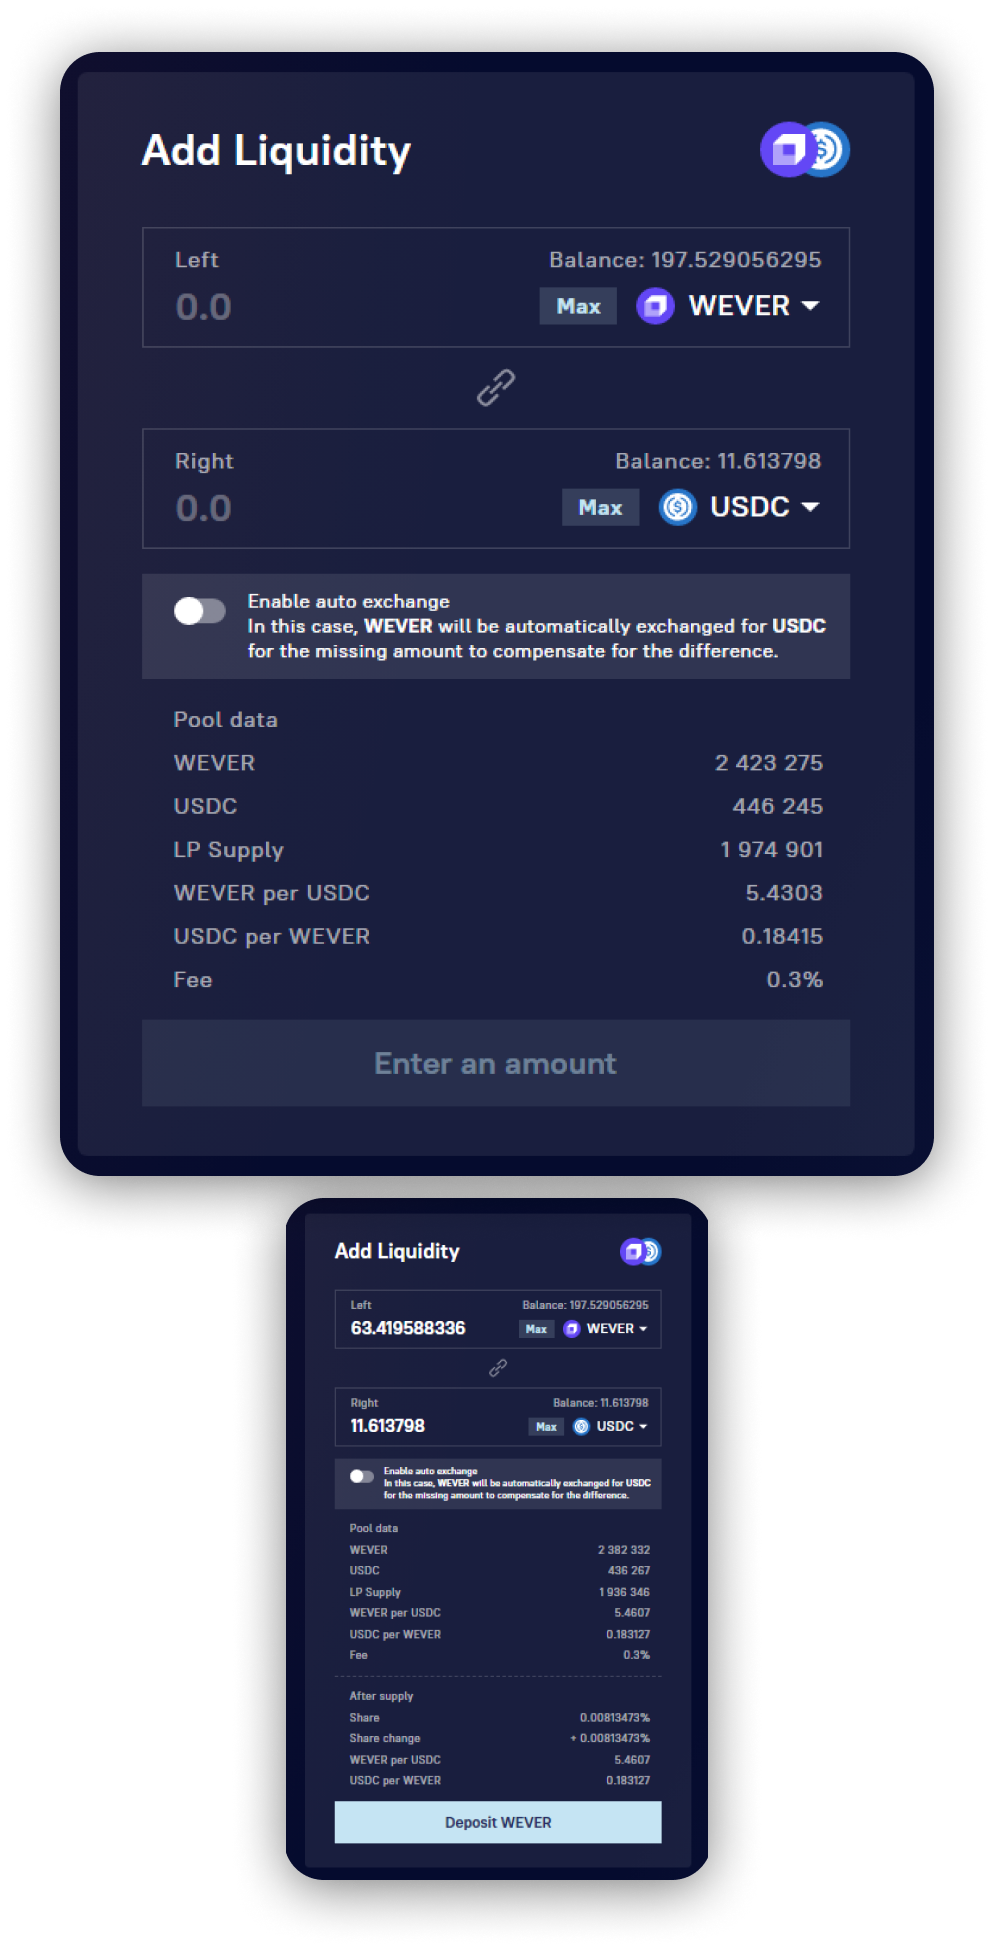 Add Liquidity
Left
Balance: 197.529056295
0.0
Max
WEVER
Right
Balance: 11.613798
0.0
Max
USDC
Enable auto exchange
In this case, WEVER will be automatically exchanged for USDC
for the missing amount to compensate for the difference.
Pool data
WEVER 2 423 275
USDC 446 245
LP Supply 1 974 901
WEVER per USDC 5.4303
USDC per WEVER 0.18415
Fee 0.3%
Enter an amount
Add Liquidity
Left
Balance: 197.529056295
63.419588336
Max
WEVER
Right
Balance: 11.613798
11.613798
Max
USDC
Enable auto exchange
In this case, WEVER will be automatically exchanged for USDC
for the missing amount to compensate for the difference.
Pool data
WEVER 2 382 332
USDC 436 267
LP Supply 1 936 346
WEVER per USDC 5.4607
USDC per WEVER 0.183127
Fee 0.3%
After supply
Share 0.00813473%
Share change + 0.00813473%
WEVER per USDC 5.4607
USDC per WEVER 0.183127
Deposit WEVER